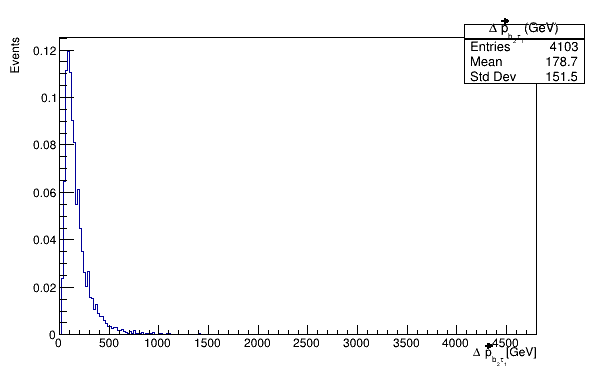 Δ p⃗_{b₂τ₁} (GeV)
Entries 4103
Mean 178.7
Std Dev 151.5
Events
0.12
0.1
0.08
0.06
0.04
0.02
0
0 500 1000 1500 2000 2500 3000 3500 4000 4500
Δ p⃗_{b₂τ₁}[GeV]